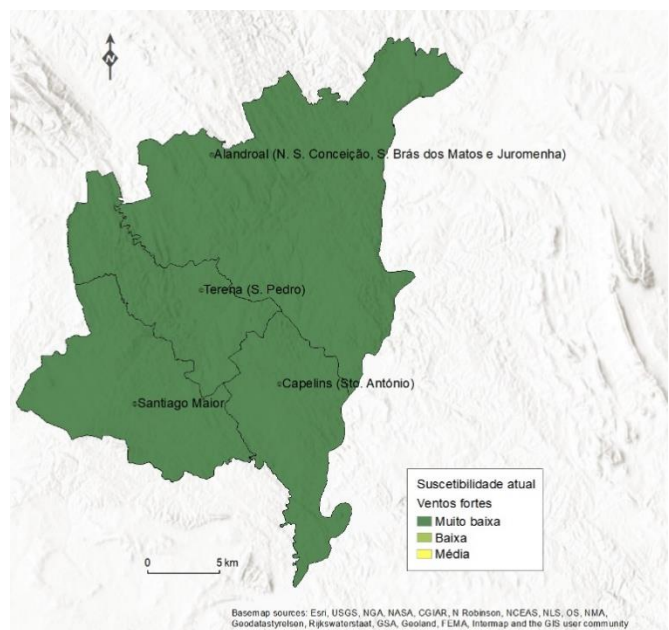 N
Alandroal (N. S. Conceição, S. Brás dos Matos e Juromenha)
Terena (S. Pedro)
Capelins (Sto. António)
Santiago Maior
Suscetibilidade atual
Ventos fortes
Muito baixa
Baixa
Média
0 5 km
Basemap sources: Esri, USGS, NGA, NASA, CGIAR, N Robinson, NCEAS, NLS, OS, NMA,
Geodatastyrelsen, Rijkswaterstaat, GSA, Geoland, FEMA, Intermap and the GIS user community